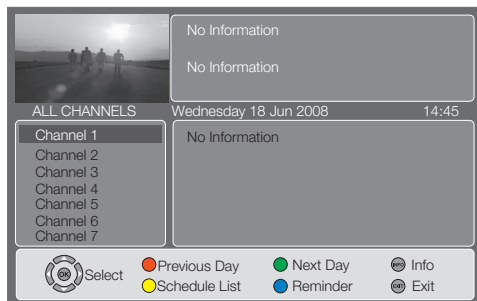 No Information
No Information
ALL CHANNELS
Wednesday 18 Jun 2008 14:45
Channel 1
Channel 2
Channel 3
Channel 4
Channel 5
Channel 6
Channel 7
No Information
OK Select
Previous Day
Next Day
INFO Info
Schedule List
Reminder
EXIT Exit